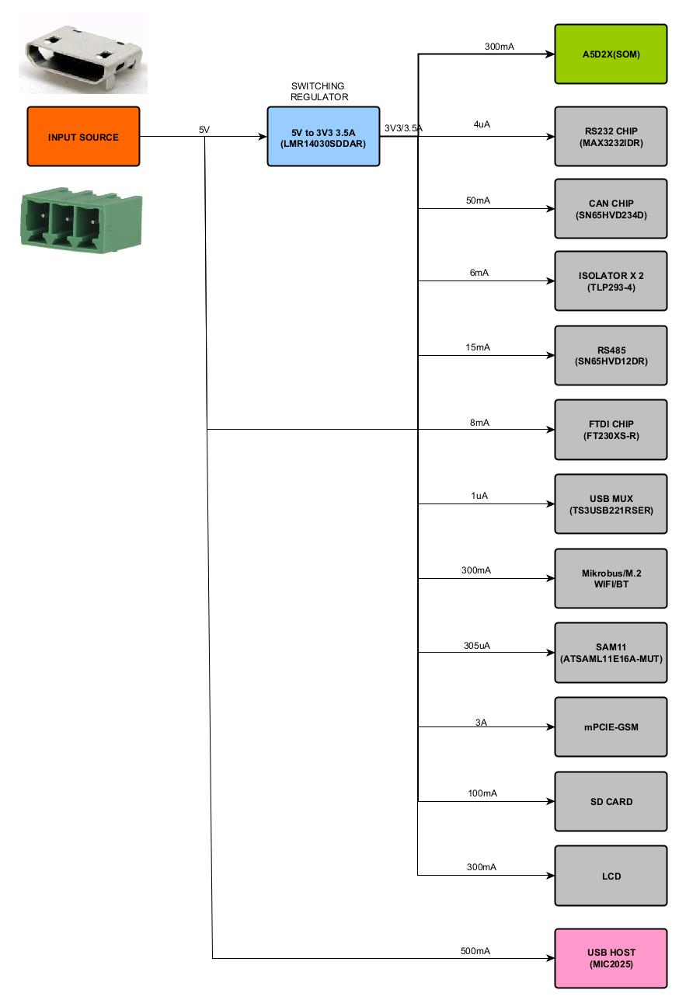 300mA
A5D2X(SOM)
SWITCHING
REGULATOR
INPUT SOURCE
5V
5V to 3V3 3.5A
(LMR14030SDDAR)
3V3/3.5A
4uA
RS232 CHIP
(MAX3232IDR)
50mA
CAN CHIP
(SN65HVD234D)
6mA
ISOLATOR X 2
(TLP293-4)
15mA
RS485
(SN65HVD12DR)
8mA
FTDI CHIP
(FT230XS-R)
1uA
USB MUX
(TS3USB221RSER)
300mA
Mikrobus/M.2
WIFI/BT
305uA
SAM11
(ATSAML11E16A-MUT)
3A
mPCIE-GSM
100mA
SD CARD
300mA
LCD
500mA
USB HOST
(MIC2025)